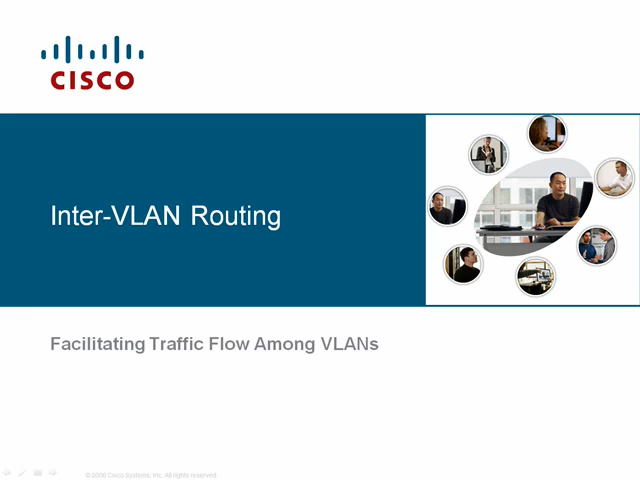 CISCO
Inter-VLAN Routing
Facilitating Traffic Flow Among VLANs
© 2006 Cisco Systems, Inc. All rights reserved.